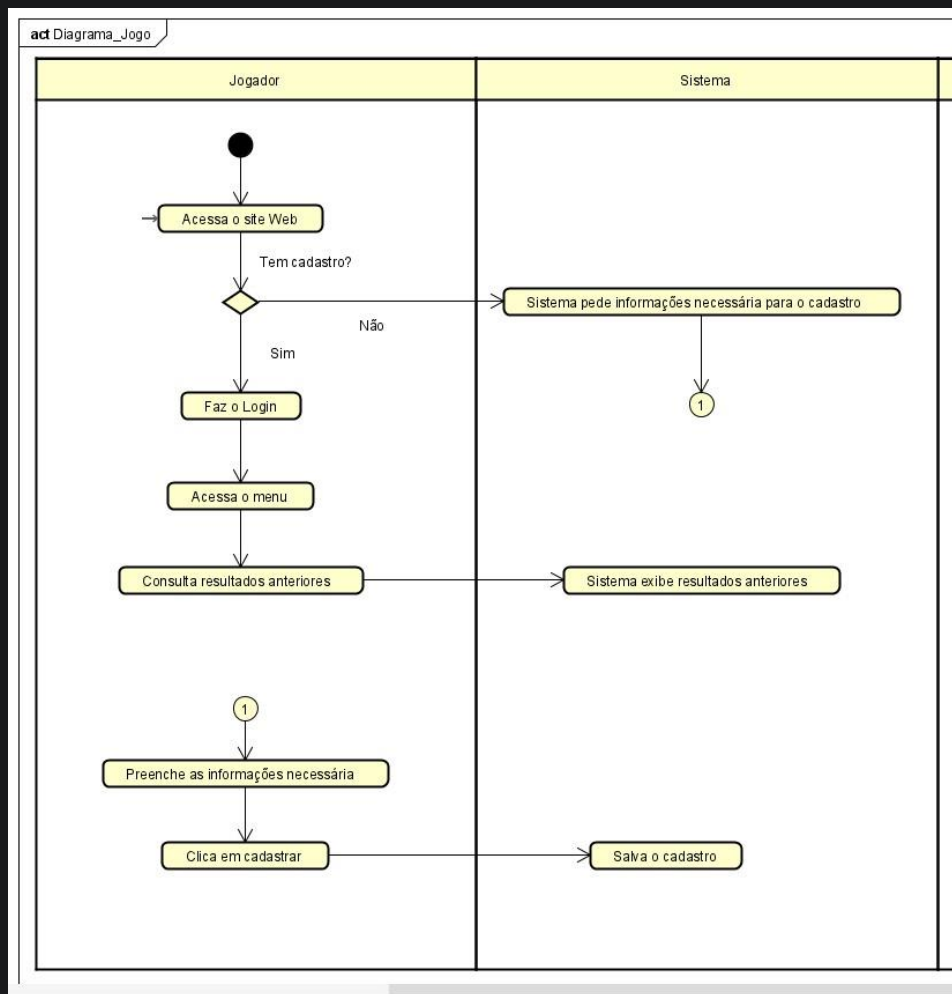 act Diagrama_Jogo
Jogador
Sistema
Acessa o site Web
Tem cadastro?
Sistema pede informações necessária para o cadastro
Não
Sim
Faz o Login
1
Acessa o menu
Consulta resultados anteriores
Sistema exibe resultados anteriores
1
Preenche as informações necessária
Clica em cadastrar
Salva o cadastro